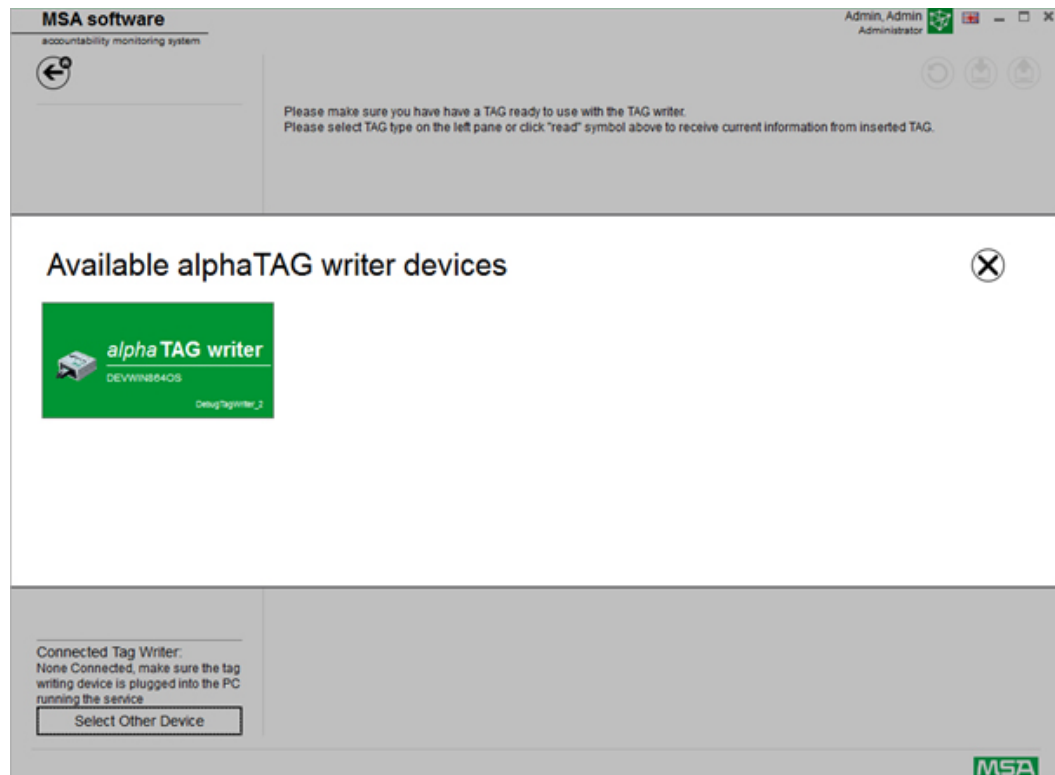 MSA software
accountability monitoring system
Admin, Admin
Administrator
Please make sure you have have a TAG ready to use with the TAG writer.
Please select TAG type on the left pane or click "read" symbol above to receive current information from inserted TAG.
Available alphaTAG writer devices
alphaTAG writer
DEVWIN864OS
DebugTagWriter_2
Connected Tag Writer:
None Connected, make sure the tag
writing device is plugged into the PC
running the service
Select Other Device
MSA